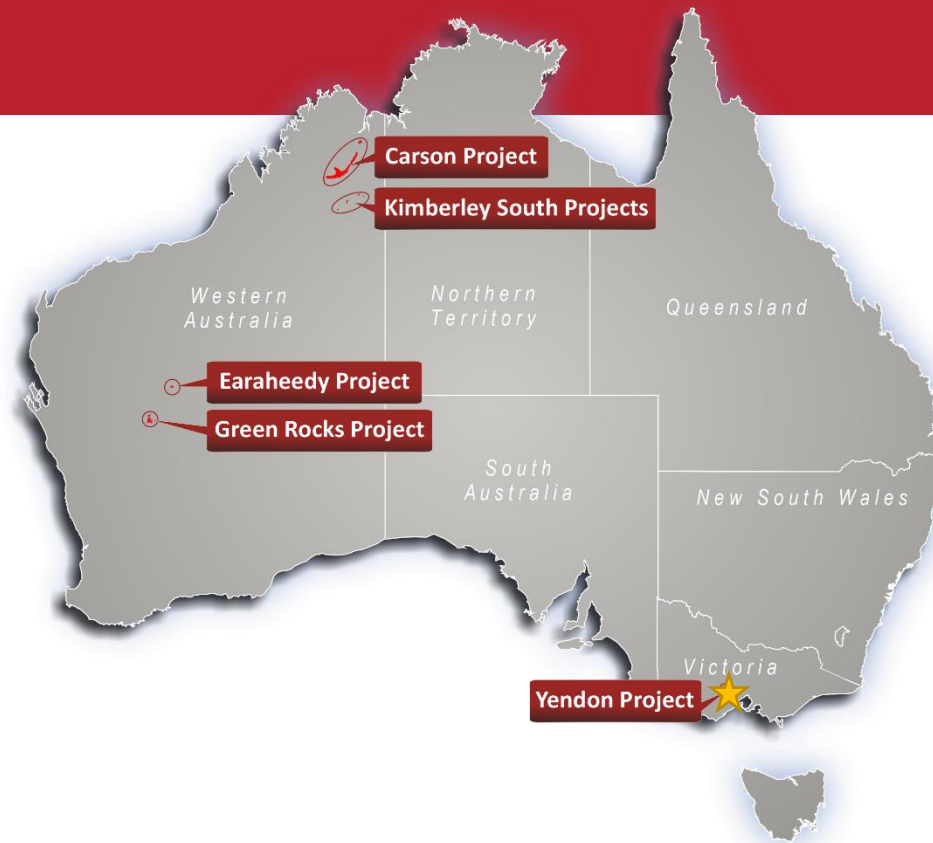 Carson Project
Kimberley South Projects
Western
Australia
Northern
Territory
Queensland
Earaheedy Project
Green Rocks Project
South
Australia
New South Wales
Victoria
Yendon Project